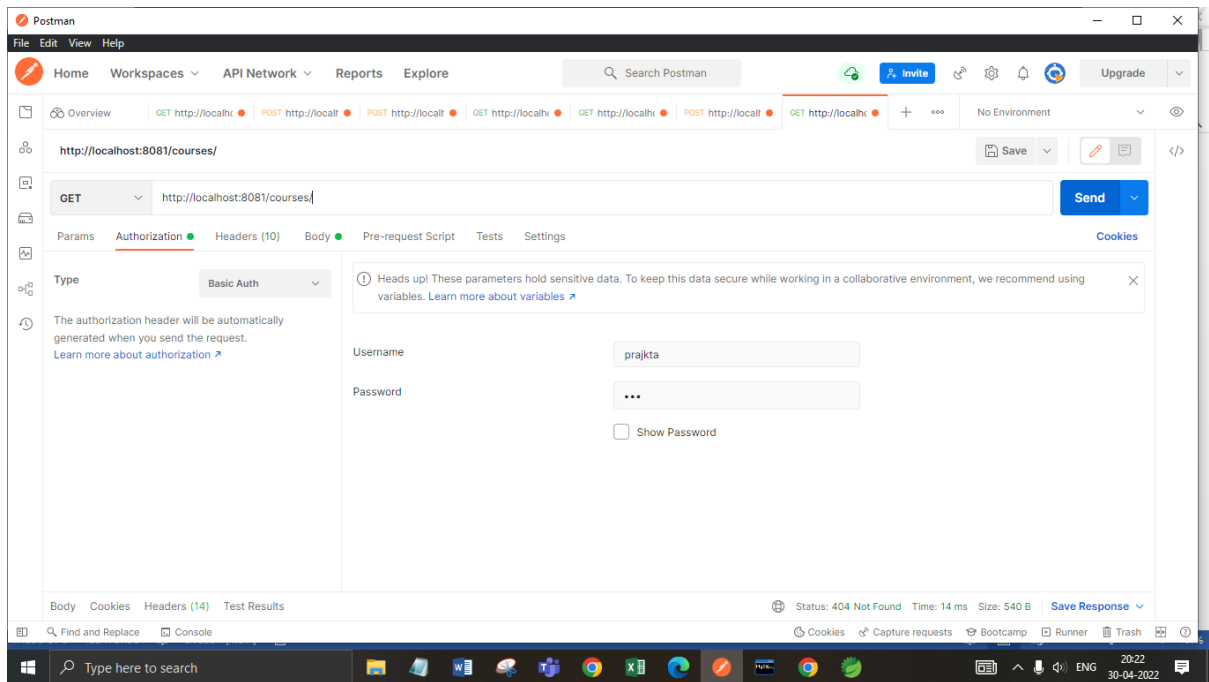 Postman
File Edit View Help
Home Workspaces API Network Reports Explore Search Postman Invite Upgrade
Overview GET http://localhc POST http://localh POST http://localh GET http://localhc GET http://localhc POST http://localh GET http://localhc No Environment
http://localhost:8081/courses/ Save
GET http://localhost:8081/courses/ Send
Params Authorization Headers (10) Body Pre-request Script Tests Settings Cookies
Type Basic Auth
Heads up! These parameters hold sensitive data. To keep this data secure while working in a collaborative environment, we recommend using
variables. Learn more about variables
The authorization header will be automatically
generated when you send the request.
Learn more about authorization
Username prajkta
Password
Show Password
Body Cookies Headers (14) Test Results Status: 404 Not Found Time: 14 ms Size: 540 B Save Response
Find and Replace Console Cookies Capture requests Bootcamp Runner Trash
Type here to search ENG 20:22
30-04-2022